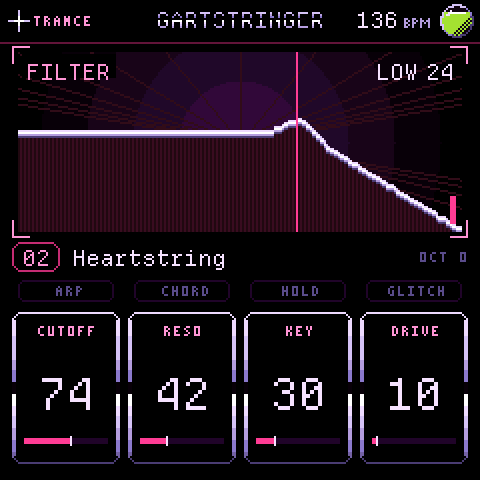 TRANCE GARTSTRINGER 136 BPM
FILTER LOW 24
02 Heartstring OCT 0
ARP CHORD HOLD GLITCH
CUTOFF RESO KEY DRIVE
74 42 30 10